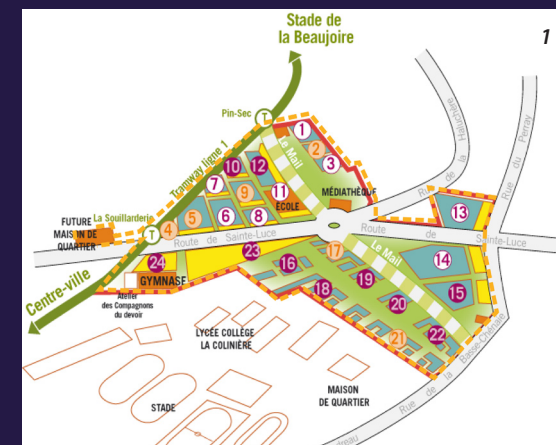 Stade de
la Beaujoire
1
Pin-Sec
T
Tramway ligne 1
Le Mail
1
2
3
10
12
7
9
11
ÉCOLE
MÉDIATHÈQUE
Rue du Perray
de la Haluchère
FUTURE
MAISON DE
QUARTIER
La Souillarderie
T
4
5
6
8
13
Route de Sainte-Luce
Route de Sainte-Luce
23
17
Le Mail
14
24
GYMNASE
16
19
15
18
20
Centre-ville
Atelier
des Compagnons
du devoir
21
22
LYCÉE COLLÈGE
LA COLINIÈRE
STADE
MAISON
DE QUARTIER
Rue de la Basse-Chênaie